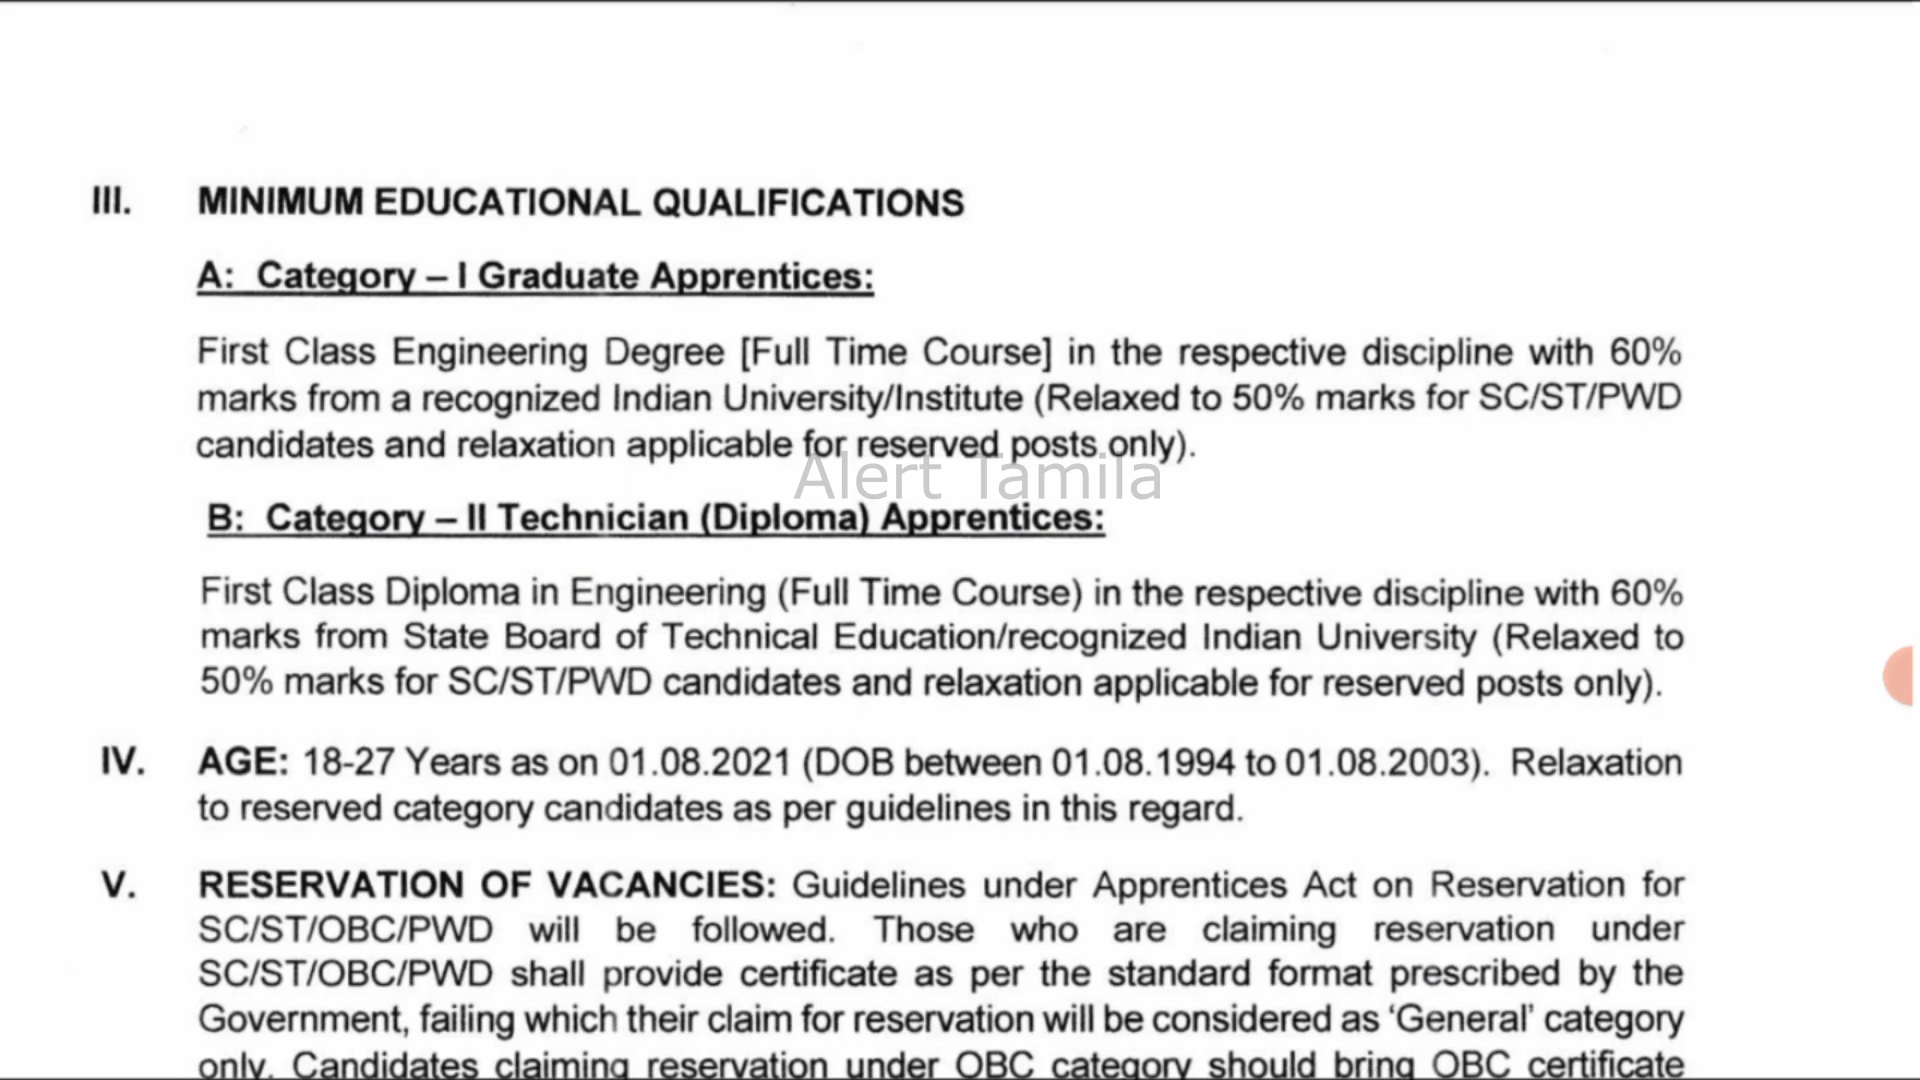 III. MINIMUM EDUCATIONAL QUALIFICATIONS
A: Category – I Graduate Apprentices:
First Class Engineering Degree [Full Time Course] in the respective discipline with 60%
marks from a recognized Indian University/Institute (Relaxed to 50% marks for SC/ST/PWD
candidates and relaxation applicable for reserved posts only).
Alert Tamila
B: Category – II Technician (Diploma) Apprentices:
First Class Diploma in Engineering (Full Time Course) in the respective discipline with 60%
marks from State Board of Technical Education/recognized Indian University (Relaxed to
50% marks for SC/ST/PWD candidates and relaxation applicable for reserved posts only).
IV. AGE: 18-27 Years as on 01.08.2021 (DOB between 01.08.1994 to 01.08.2003). Relaxation
to reserved category candidates as per guidelines in this regard.
V. RESERVATION OF VACANCIES: Guidelines under Apprentices Act on Reservation for
SC/ST/OBC/PWD will be followed. Those who are claiming reservation under
SC/ST/OBC/PWD shall provide certificate as per the standard format prescribed by the
Government, failing which their claim for reservation will be considered as ‘General’ category
only. Candidates claiming reservation under OBC category should bring OBC certificate